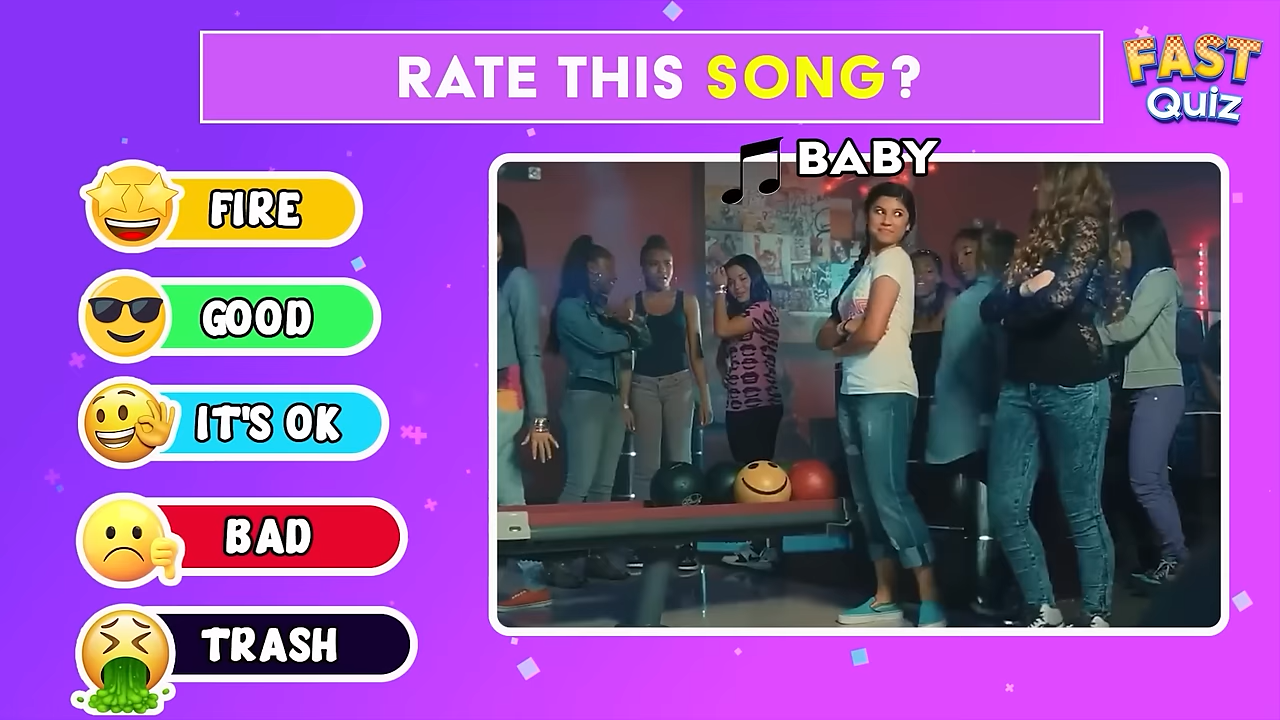 RATE THIS SONG?
FAST
Quiz
BABY
FIRE
GOOD
IT'S OK
BAD
TRASH